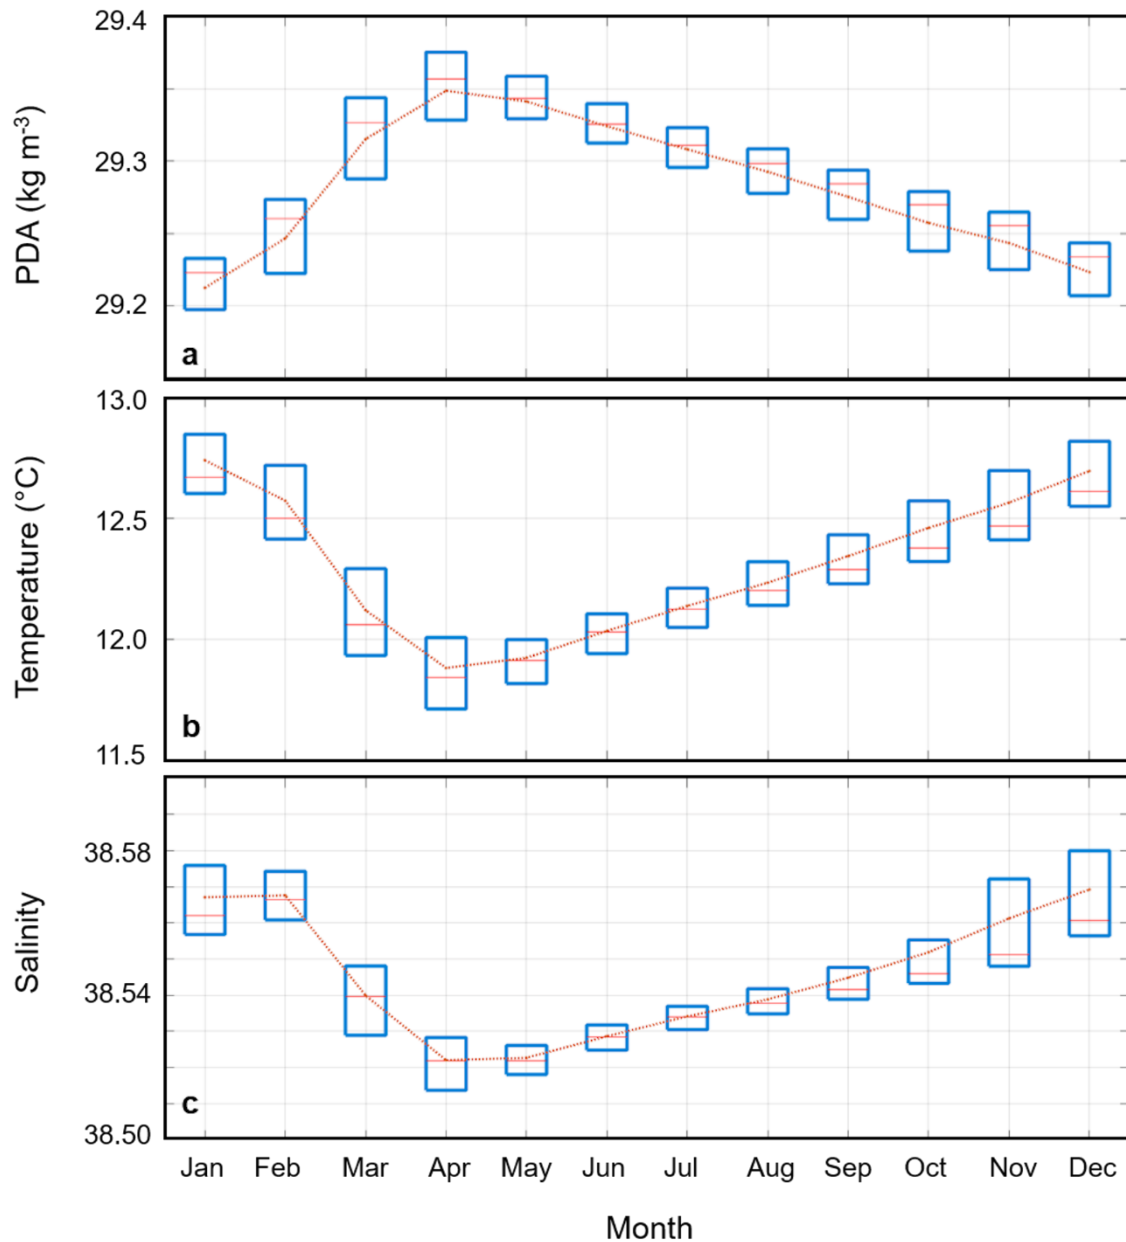 29.4
29.3
29.2
PDA (kg m-3)
a
13.0
12.5
12.0
11.5
Temperature (°C)
b
38.58
38.54
38.50
Salinity
c
Jan Feb Mar Apr May Jun Jul Aug Sep Oct Nov Dec
Month